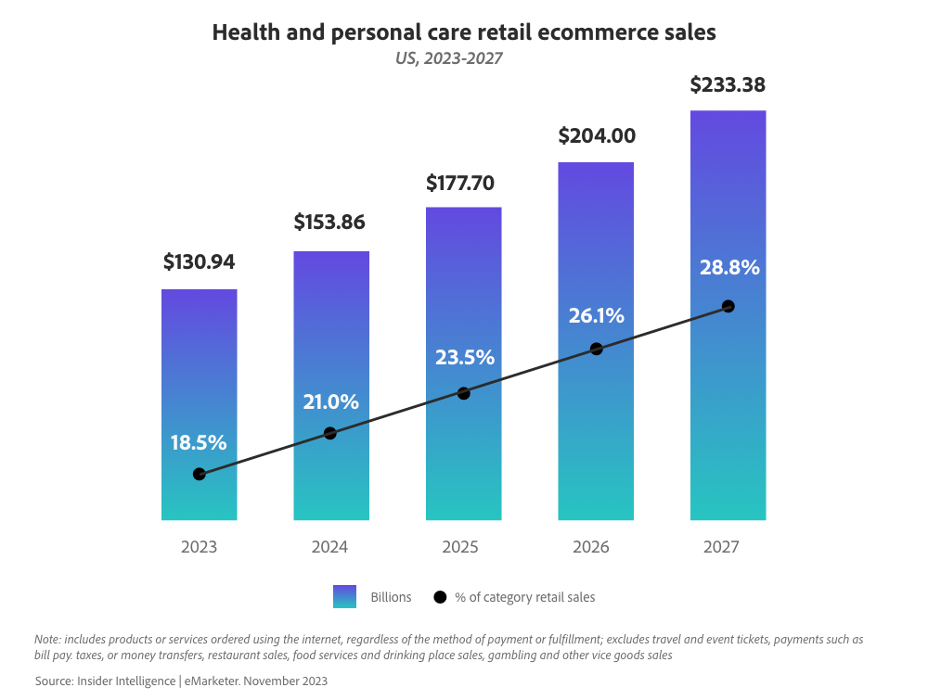 Health and personal care retail ecommerce sales
US, 2023-2027
$233.38
$204.00
$177.70
$153.86
$130.94
28.8%
26.1%
23.5%
21.0%
18.5%
2023 2024 2025 2026 2027
Billions % of category retail sales
Note: includes products or services ordered using the internet, regardless of the method of payment or fulfillment; excludes travel and event tickets, payments such as
bill pay. taxes, or money transfers, restaurant sales, food services and drinking place sales, gambling and other vice goods sales
Source: Insider Intelligence | eMarketer. November 2023